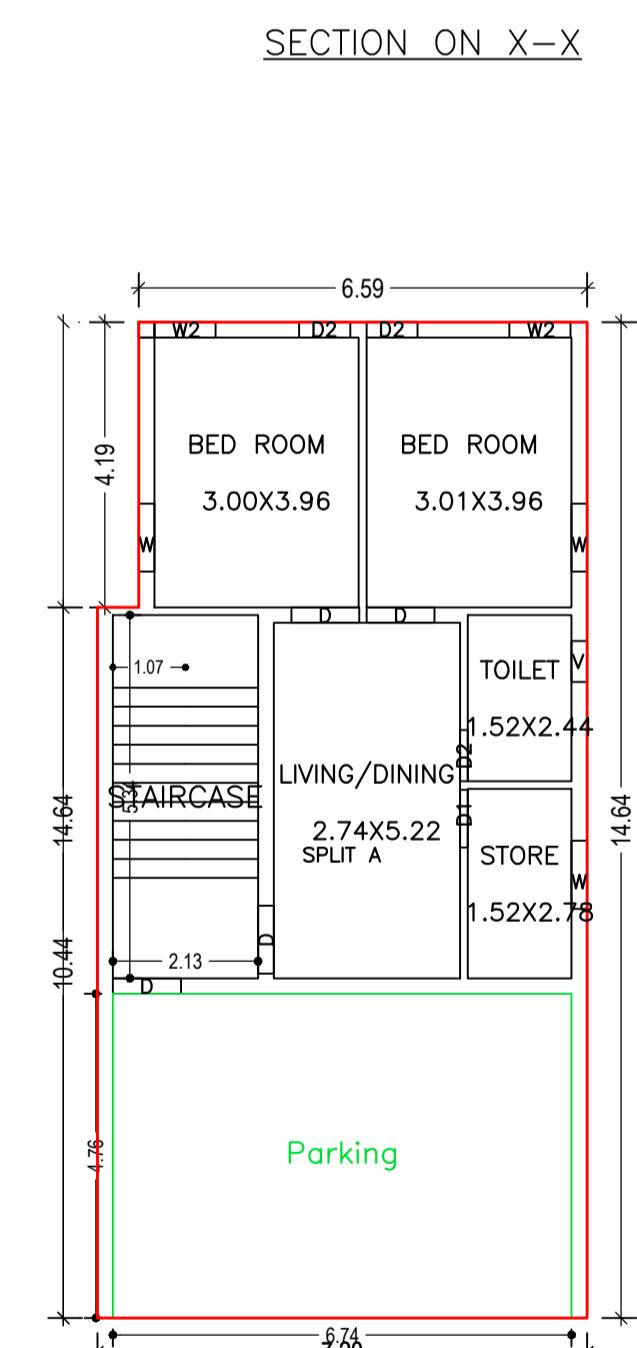 SECTION ON X-X
6.59
W2 D2 D2 W2
4.19
BED ROOM BED ROOM
3.00X3.96 3.01X3.96
W W
D D
1.07
TOILET V
1.52X2.44
D2
LIVING/DINING
STAIRCASE
5.34
14.64
14.64
2.74X5.22
D1
SPLIT A
STORE
W
1.52X2.78
D
10.44
2.13
D
Parking
4.76
6.74